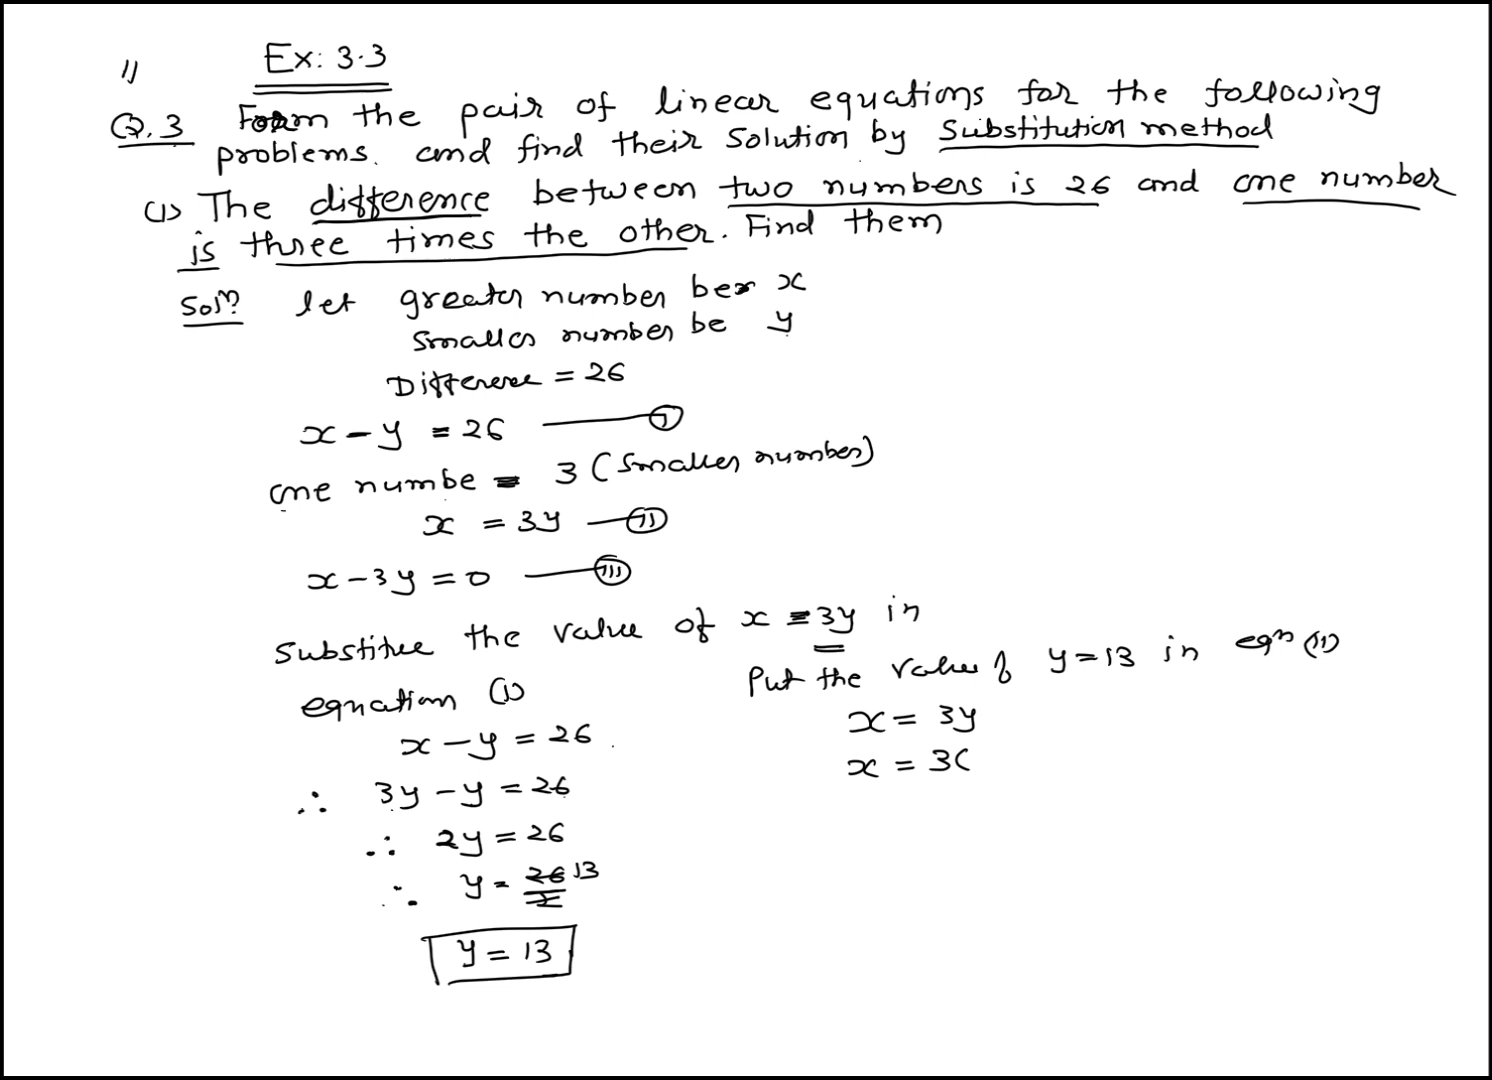 1) Ex: 3.3
Q.3 Form the pair of linear equations for the following
problems. and find their solution by substitution method
(1) The difference between two numbers is 26 and one number
is three times the other. Find them
Solⁿ: let greater number be x
smaller number be y
Difference = 26
x - y = 26 — (i)
one numbe = 3 (smaller number)
x = 3y — (ii)
x - 3y = 0 — (iii)
substitue the value of x = 3y in
equation (i)
x - y = 26
∴ 3y - y = 26
∴ 2y = 26
∴ y = 26/2 13
y = 13
Put the value of y = 13 in eqⁿ (ii)
x = 3y
x = 3(